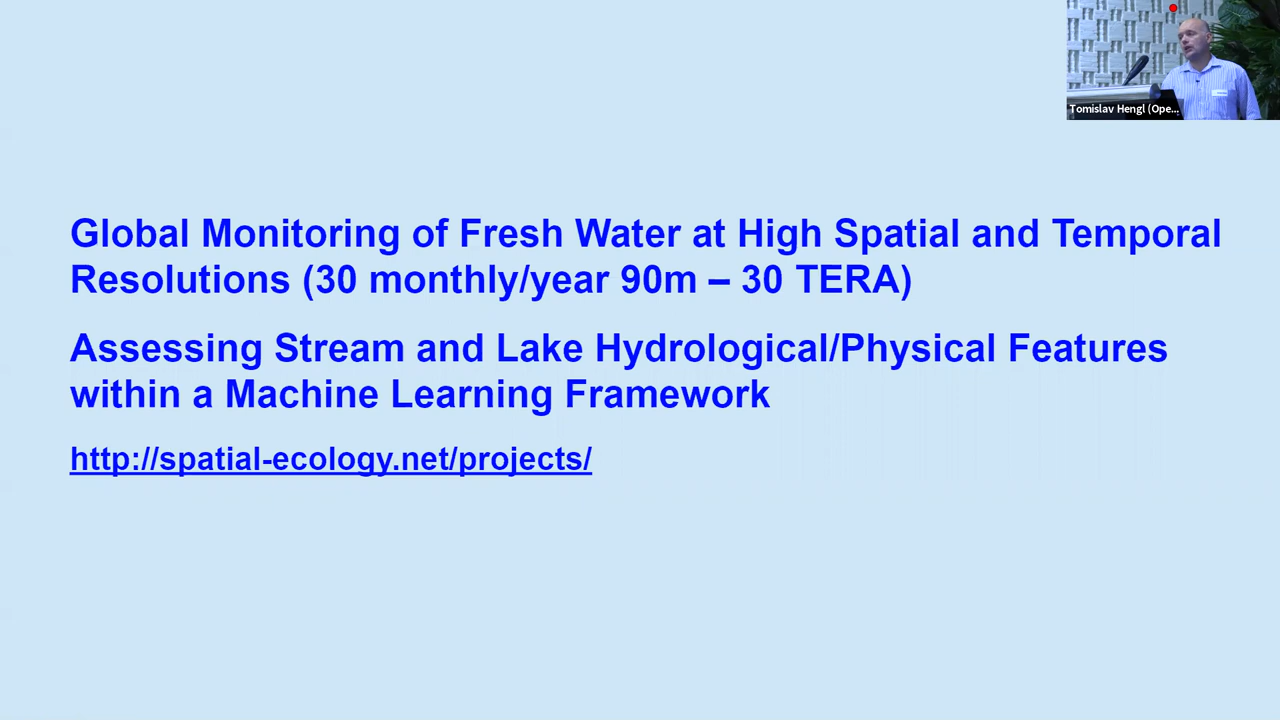 Tomislav Hengl (Ope...
Global Monitoring of Fresh Water at High Spatial and Temporal
Resolutions (30 monthly/year 90m – 30 TERA)
Assessing Stream and Lake Hydrological/Physical Features
within a Machine Learning Framework
http://spatial-ecology.net/projects/